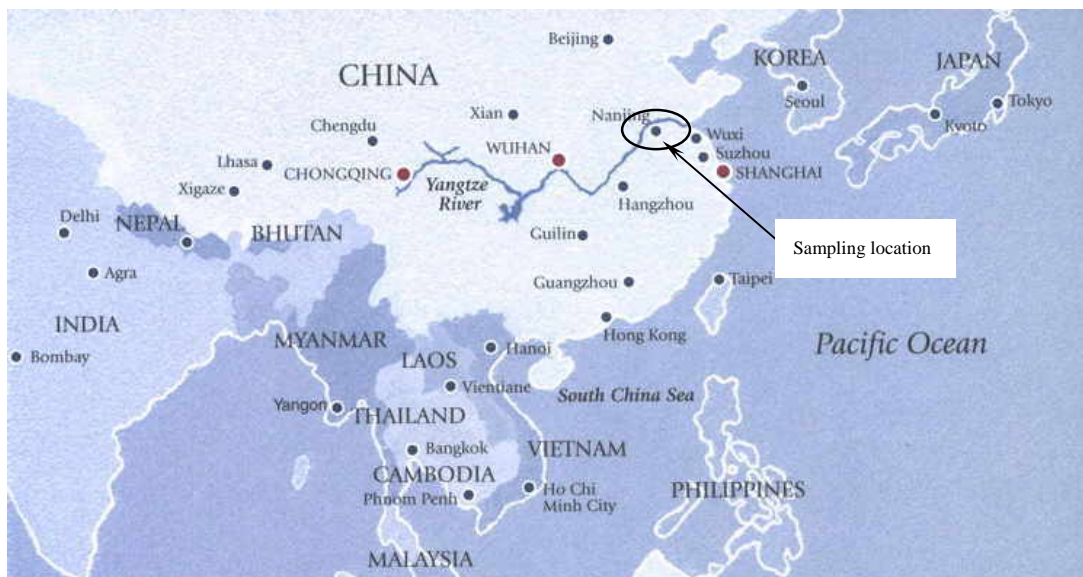 Beijing
KOREA
JAPAN
CHINA
Seoul
Tokyo
Kyoto
Xian
Nanjing
Chengdu
Wuxi
WUHAN
Suzhou
Lhasa
CHONGQING
SHANGHAI
Xigaze
Yangtze
River
Hangzhou
Delhi
NEPAL
BHUTAN
Guilin
Sampling location
Agra
Guangzhou
Taipei
INDIA
MYANMAR
Hong Kong
Pacific Ocean
Bombay
LAOS
Hanoi
Vientiane
South China Sea
Yangon
THAILAND
Bangkok
VIETNAM
CAMBODIA
Phnom Penh
Ho Chi
Minh City
PHILIPPINES
MALAYSIA